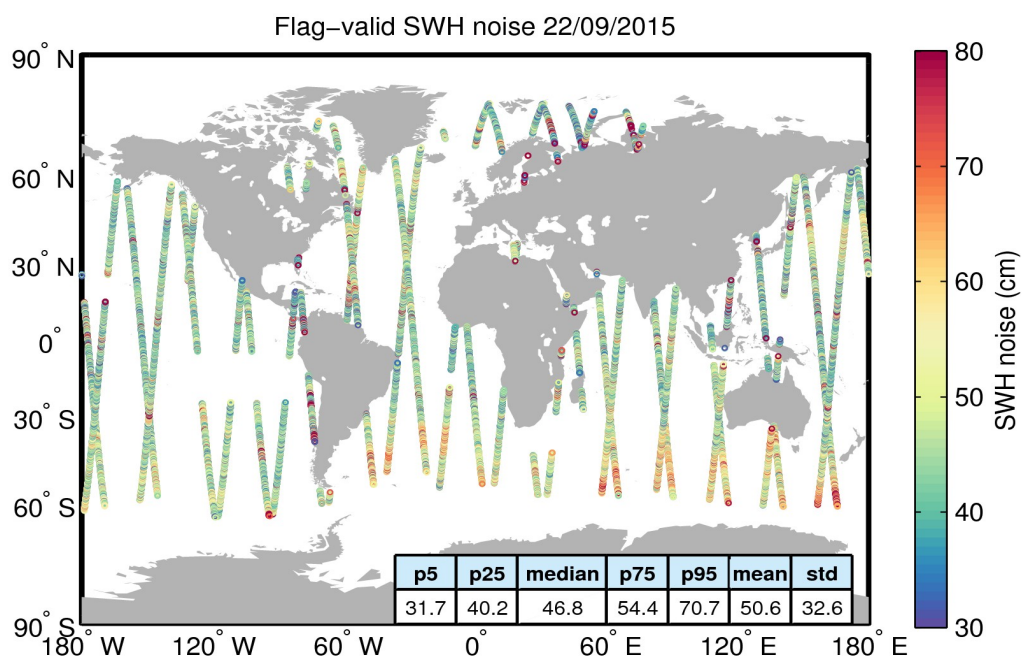 Flag−valid SWH noise 22/09/2015
90° N
60° N
30° N
0°
30° S
60° S
90° S
180° W
120° W
60° W
0°
60° E
120° E
180° E
p5 p25 median p75 p95 mean std
31.7 40.2 46.8 54.4 70.7 50.6 32.6
80
70
60
50
40
30
SWH noise (cm)